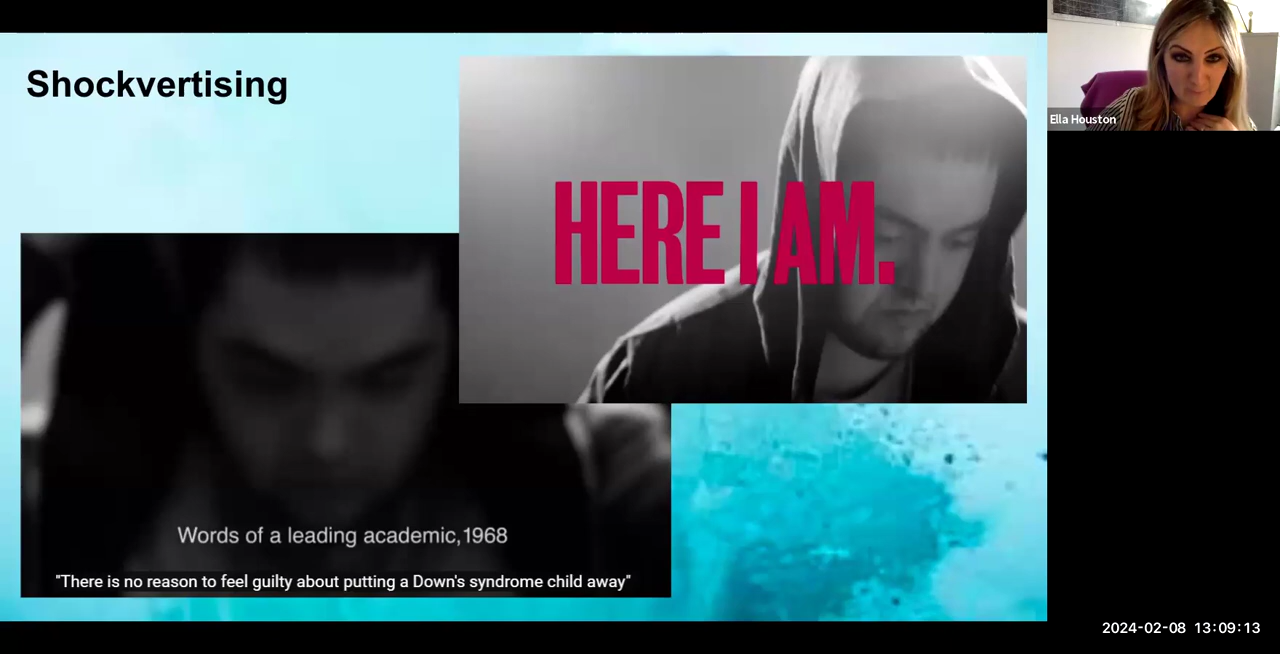 Shockvertising
HERE I AM.
Words of a leading academic,1968
"There is no reason to feel guilty about putting a Down's syndrome child away"
Ella Houston
2024-02-08 13:09:13